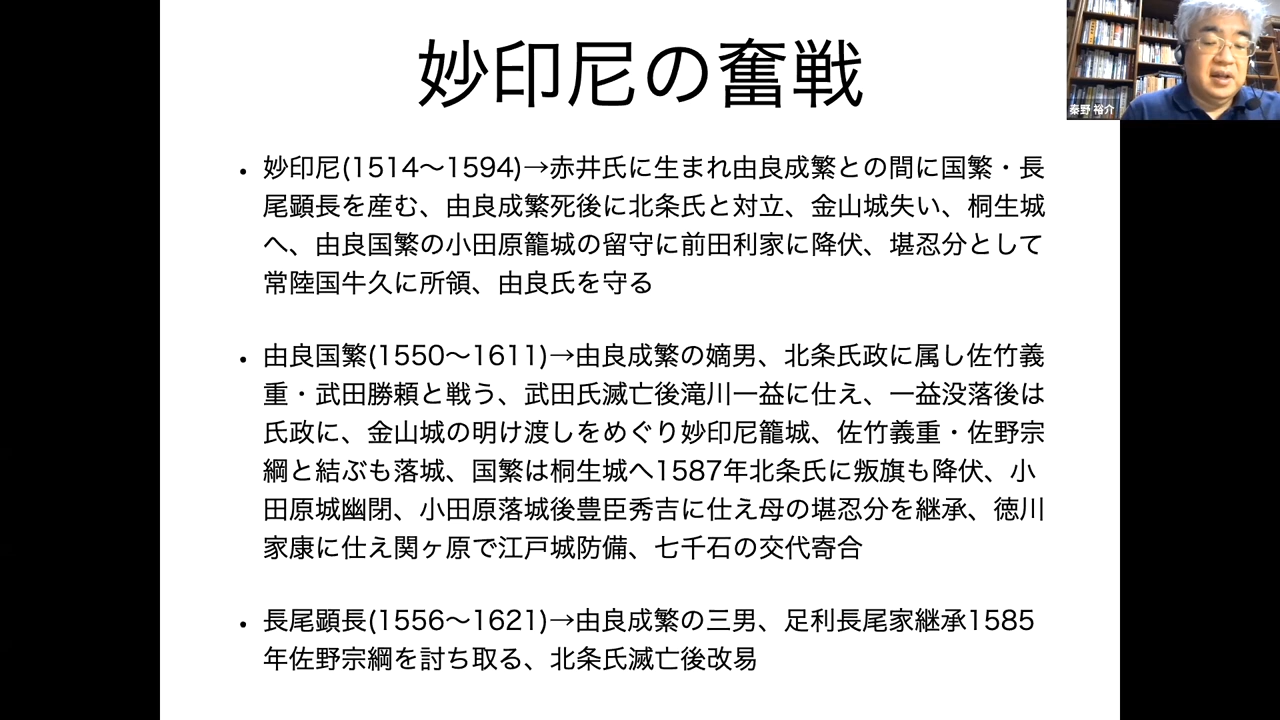 妙印尼の奮戦
秦野 裕介
• 妙印尼(1514〜1594)→赤井氏に生まれ由良成繁との間に国繁・長
尾顕長を産む、由良成繁死後に北条氏と対立、金山城失い、桐生城
へ、由良国繁の小田原籠城の留守に前田利家に降伏、堪忍分として
常陸国牛久に所領、由良氏を守る
• 由良国繁(1550〜1611)→由良成繁の嫡男、北条氏政に属し佐竹義
重・武田勝頼と戦う、武田氏滅亡後滝川一益に仕え、一益没落後は
氏政に、金山城の明け渡しをめぐり妙印尼籠城、佐竹義重・佐野宗
綱と結ぶも落城、国繁は桐生城へ1587年北条氏に叛旗も降伏、小
田原城幽閉、小田原落城後豊臣秀吉に仕え母の堪忍分を継承、徳川
家康に仕え関ヶ原で江戸城防備、七千石の交代寄合
• 長尾顕長(1556〜1621)→由良成繁の三男、足利長尾家継承1585
年佐野宗綱を討ち取る、北条氏滅亡後改易